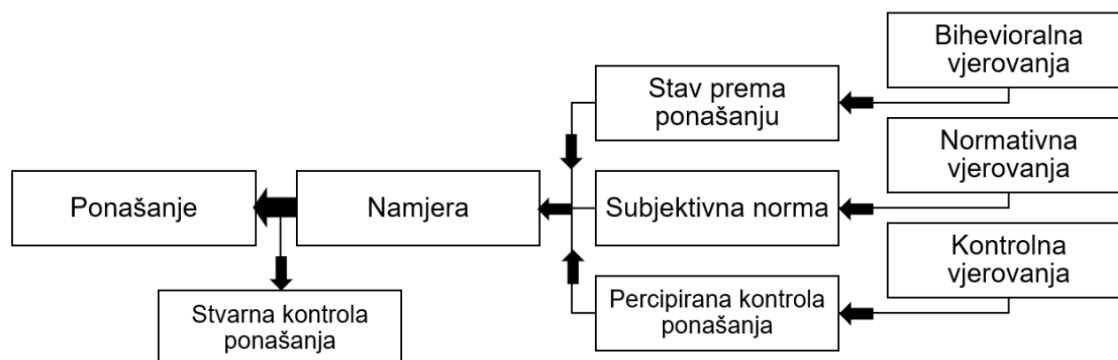 Bihevioralna
vjerovanja
Stav prema
ponašanju
Normativna
vjerovanja
Ponašanje
Namjera
Subjektivna norma
Kontrolna
vjerovanja
Percipirana kontrola
ponašanja
Stvarna kontrola
ponašanja